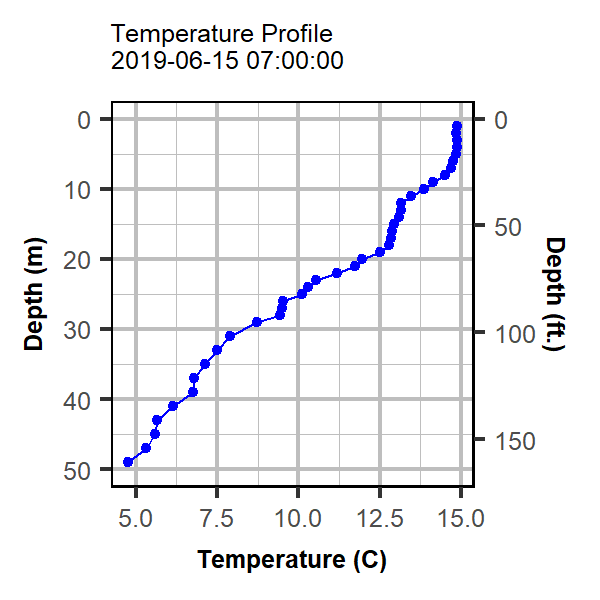 Temperature Profile
2019-06-15 07:00:00
0
10
20
30
40
50
Depth (m)
0
50
100
150
Depth (ft.)
5.0 7.5 10.0 12.5 15.0
Temperature (C)